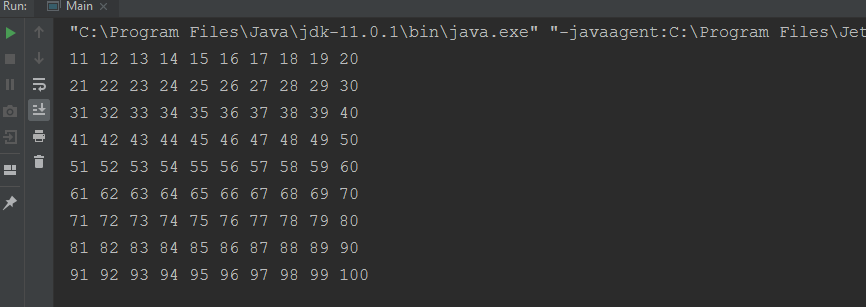 Run: Main ×
"C:\Program Files\Java\jdk-11.0.1\bin\java.exe" "-javaagent:C:\Program Files\Jet
11 12 13 14 15 16 17 18 19 20
21 22 23 24 25 26 27 28 29 30
31 32 33 34 35 36 37 38 39 40
41 42 43 44 45 46 47 48 49 50
51 52 53 54 55 56 57 58 59 60
61 62 63 64 65 66 67 68 69 70
71 72 73 74 75 76 77 78 79 80
81 82 83 84 85 86 87 88 89 90
91 92 93 94 95 96 97 98 99 100